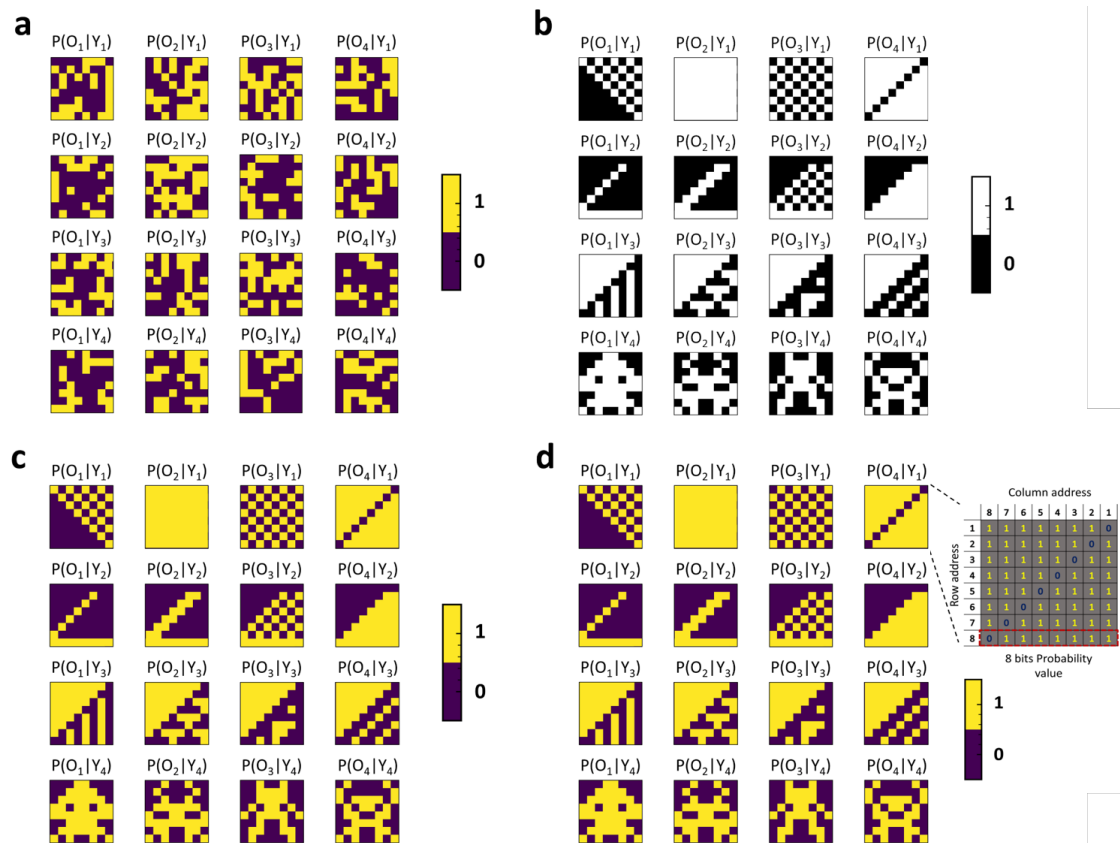 a
P(O₁|Y₁) P(O₂|Y₁) P(O₃|Y₁) P(O₄|Y₁)
P(O₁|Y₂) P(O₂|Y₂) P(O₃|Y₂) P(O₄|Y₂)
P(O₁|Y₃) P(O₂|Y₃) P(O₃|Y₃) P(O₄|Y₃)
P(O₁|Y₄) P(O₂|Y₄) P(O₃|Y₄) P(O₄|Y₄)
1
0
b
P(O₁|Y₁) P(O₂|Y₁) P(O₃|Y₁) P(O₄|Y₁)
P(O₁|Y₂) P(O₂|Y₂) P(O₃|Y₂) P(O₄|Y₂)
P(O₁|Y₃) P(O₂|Y₃) P(O₃|Y₃) P(O₄|Y₃)
P(O₁|Y₄) P(O₂|Y₄) P(O₃|Y₄) P(O₄|Y₄)
1
0
c
P(O₁|Y₁) P(O₂|Y₁) P(O₃|Y₁) P(O₄|Y₁)
P(O₁|Y₂) P(O₂|Y₂) P(O₃|Y₂) P(O₄|Y₂)
P(O₁|Y₃) P(O₂|Y₃) P(O₃|Y₃) P(O₄|Y₃)
P(O₁|Y₄) P(O₂|Y₄) P(O₃|Y₄) P(O₄|Y₄)
1
0
d
P(O₁|Y₁) P(O₂|Y₁) P(O₃|Y₁) P(O₄|Y₁)
P(O₁|Y₂) P(O₂|Y₂) P(O₃|Y₂) P(O₄|Y₂)
P(O₁|Y₃) P(O₂|Y₃) P(O₃|Y₃) P(O₄|Y₃)
P(O₁|Y₄) P(O₂|Y₄) P(O₃|Y₄) P(O₄|Y₄)
Column address
8 7 6 5 4 3 2 1
Row address
1 1 1 1 1 1 1 1 0
2 1 1 1 1 1 1 0 1
3 1 1 1 1 1 0 1 1
4 1 1 1 1 0 1 1 1
5 1 1 1 0 1 1 1 1
6 1 1 0 1 1 1 1 1
7 1 0 1 1 1 1 1 1
8 0 1 1 1 1 1 1 1
8 bits Probability
value
1
0